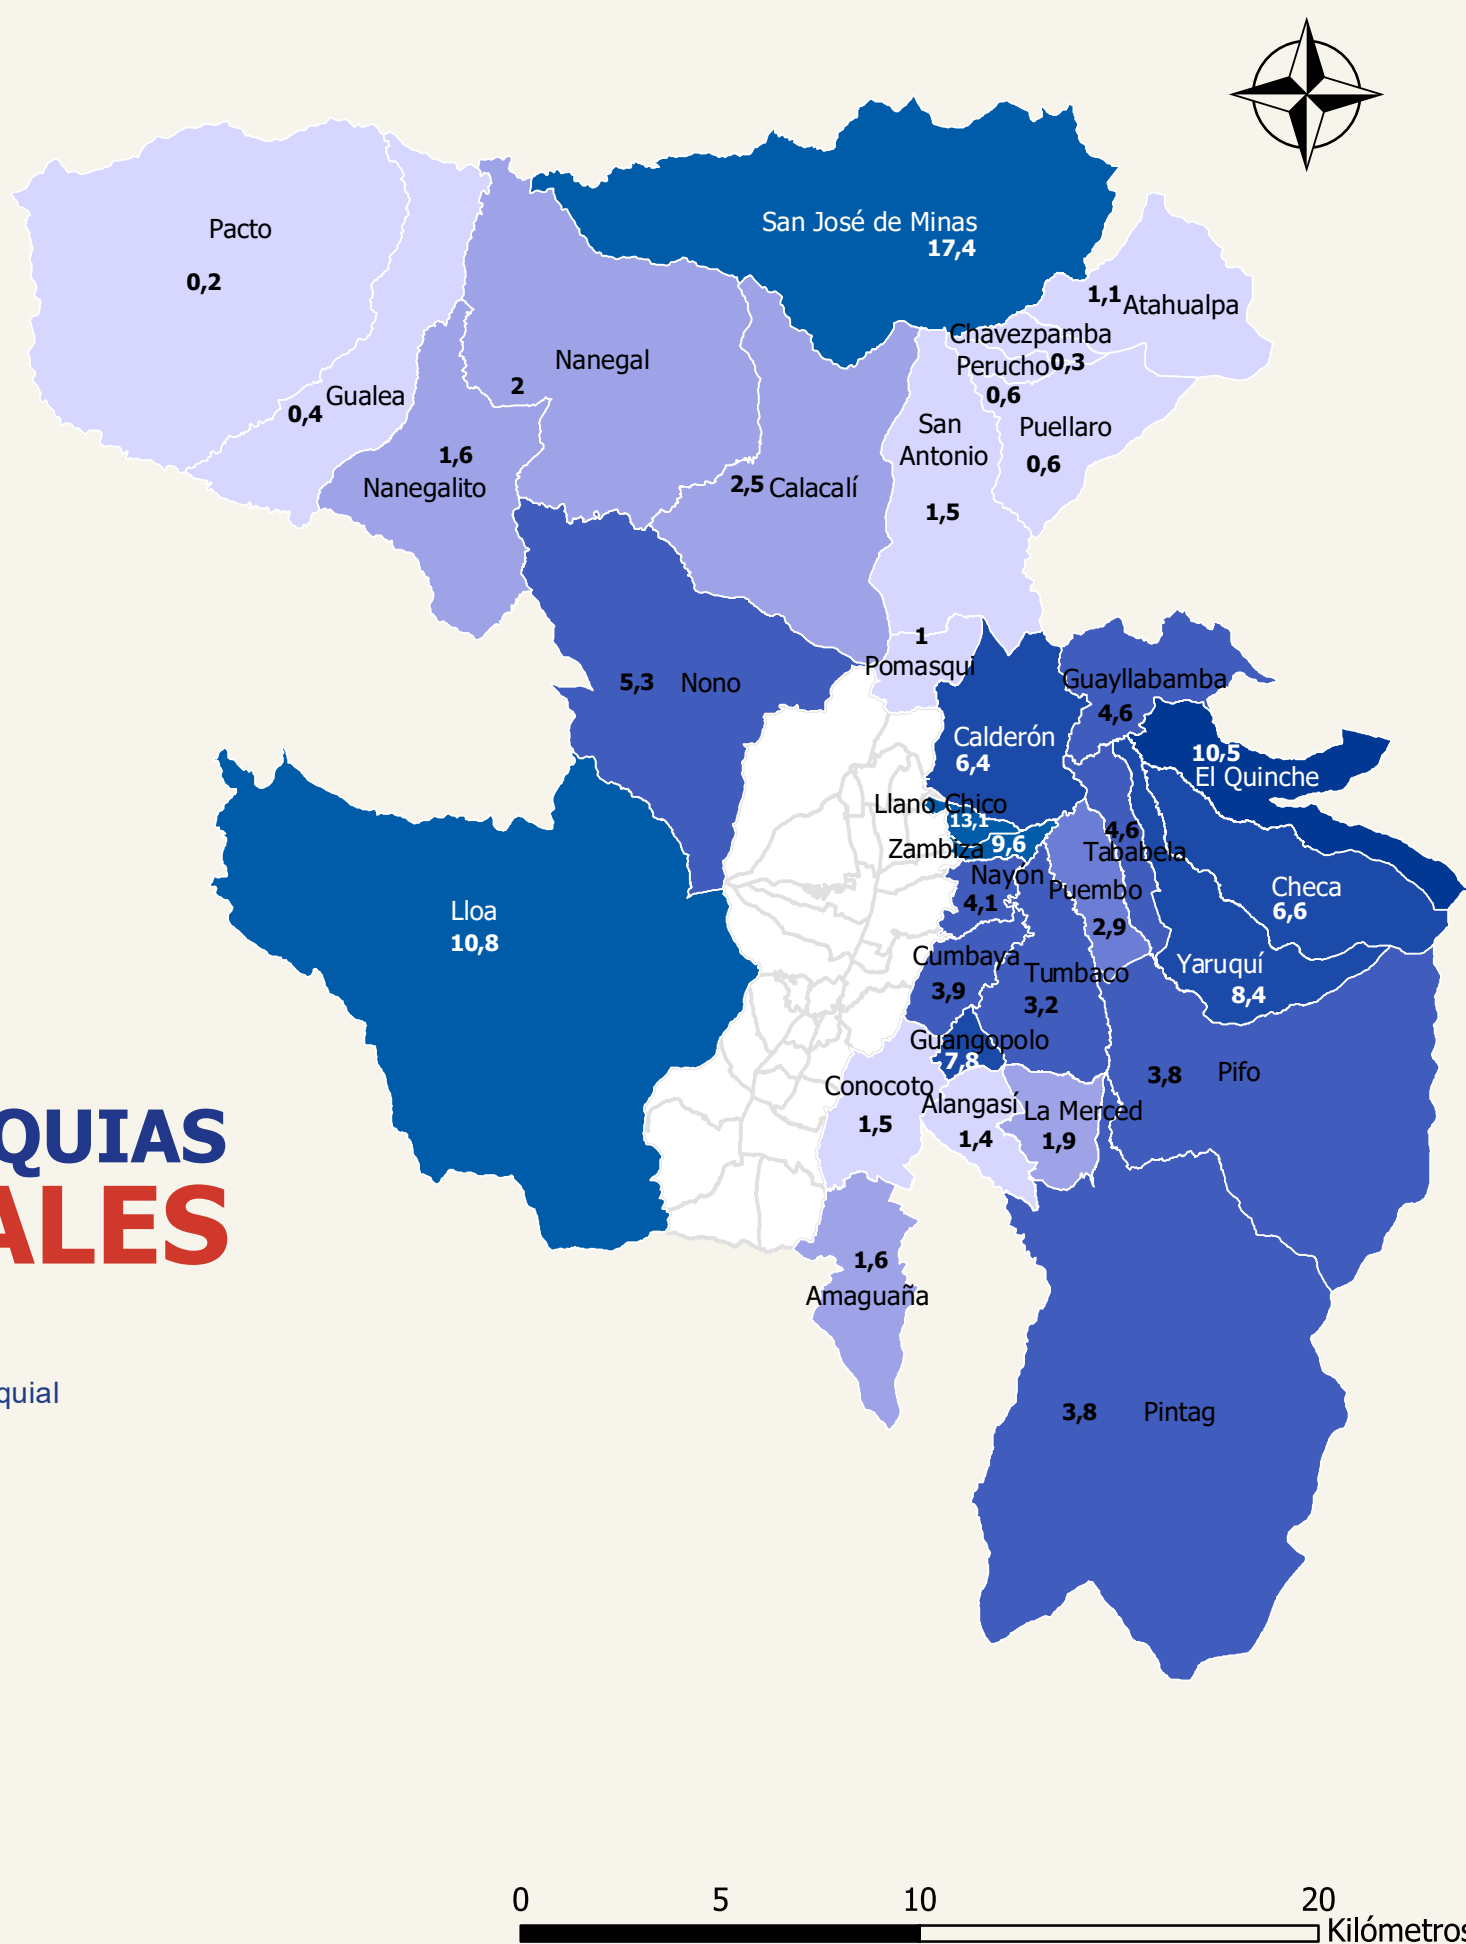 San José de Minas
17,4
Pacto
0,2
1,1
Atahualpa
Chavezpamba
0,3
Perucho
0,6
Nanegal
2
Gualea
0,4
San
Antonio
1,5
Puellaro
0,6
1,6
Nanegalito
2,5 Calacalí
1
Pomasqui
5,3 Nono
Guayllabamba
4,6
Calderón
6,4
10,5
El Quinche
Llano Chico
13,1
Zambiza
9,6
4,6
Tababela
Nayón
4,1
Puembo
2,9
Checa
6,6
Lloa
10,8
Cumbayá
3,9
Tumbaco
3,2
Yaruquí
8,4
Guangopolo
7,8
3,8 Pifo
Conocoto
1,5
Alangasí
1,4
La Merced
1,9
QUIAS
ALES
1,6
Amaguaña
quial
3,8 Pintag
0 5 10 20
Kilómetros